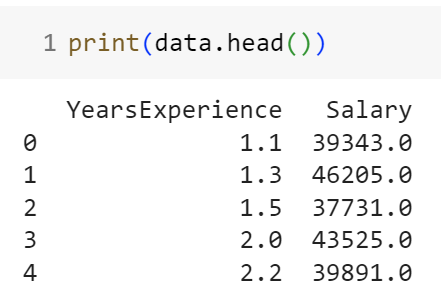 1 print(data.head())
YearsExperience Salary
0 1.1 39343.0
1 1.3 46205.0
2 1.5 37731.0
3 2.0 43525.0
4 2.2 39891.0